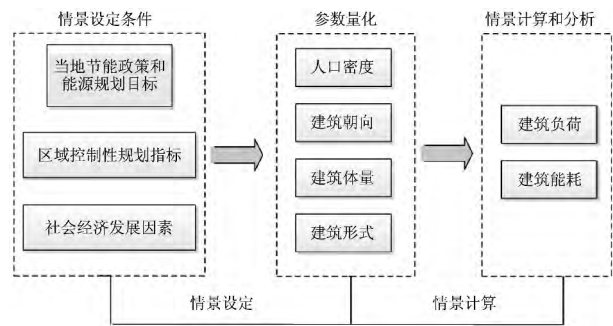 情景设定条件
当地节能政策和
能源规划目标
区域控制性规划指标
社会经济发展因素
参数量化
人口密度
建筑朝向
建筑体量
建筑形式
情景计算和分析
建筑负荷
建筑能耗
情景设定
情景计算